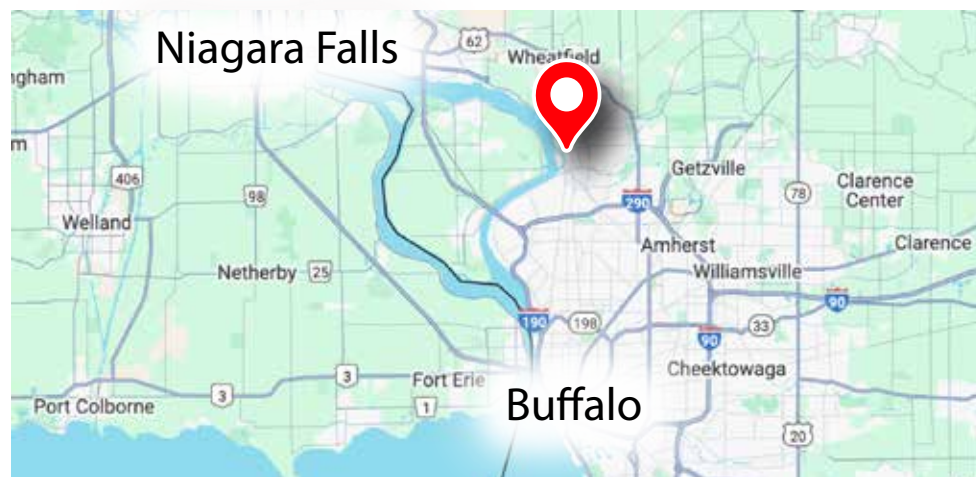 Niagara Falls
62
Wheatfield
ngham
m
406
98
Getzville
290
78
Clarence
Center
Welland
Amherst
Clarence
Netherby
25
Williamsville
90
190
198
33
90
Cheektowaga
3
3
Fort Erie
1
Port Colborne
Buffalo
20